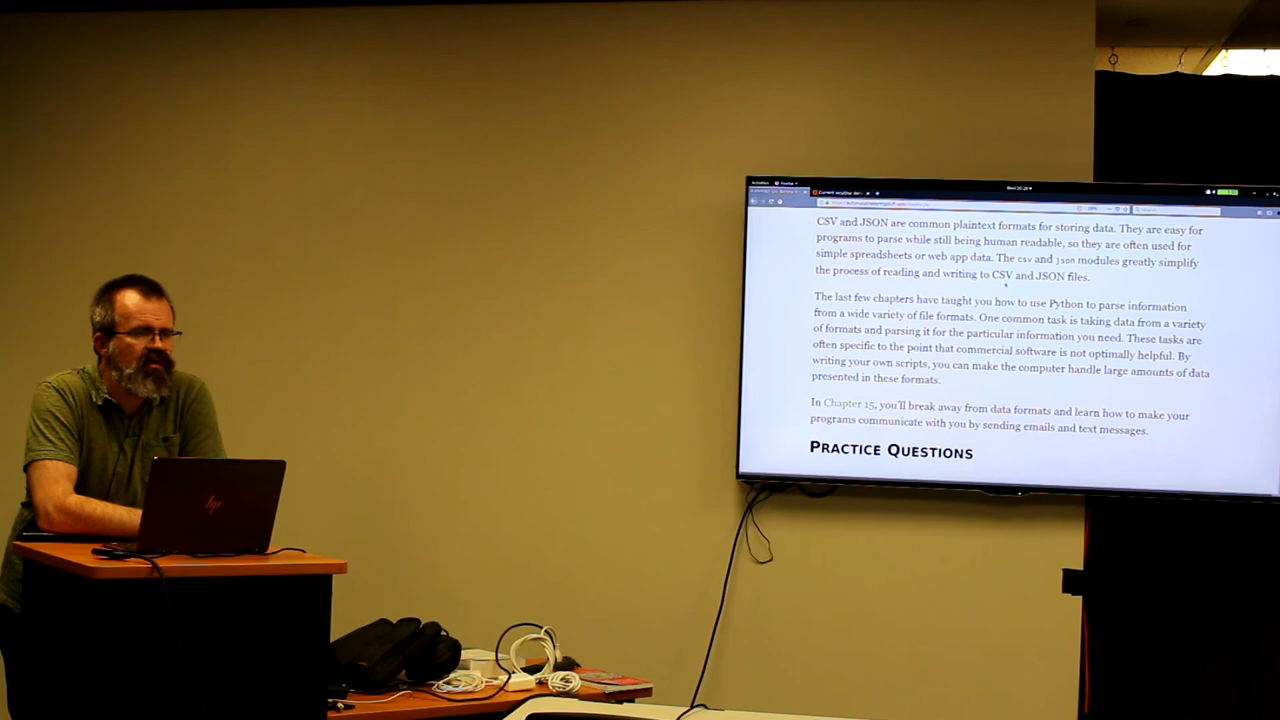 CSV and JSON are common plaintext formats for storing data. They are easy for
programs to parse while still being human readable, so they are often used for
simple spreadsheets or web app data. The csv and json modules greatly simplify
the process of reading and writing to CSV and JSON files.
The last few chapters have taught you how to use Python to parse information
from a wide variety of file formats. One common task is taking data from a variety
of formats and parsing it for the particular information you need. These tasks are
often specific to the point that commercial software is not optimally helpful. By
writing your own scripts, you can make the computer handle large amounts of data
presented in these formats.
In Chapter 15, you'll break away from data formats and learn how to make your
programs communicate with you by sending emails and text messages.
PRACTICE QUESTIONS
hp